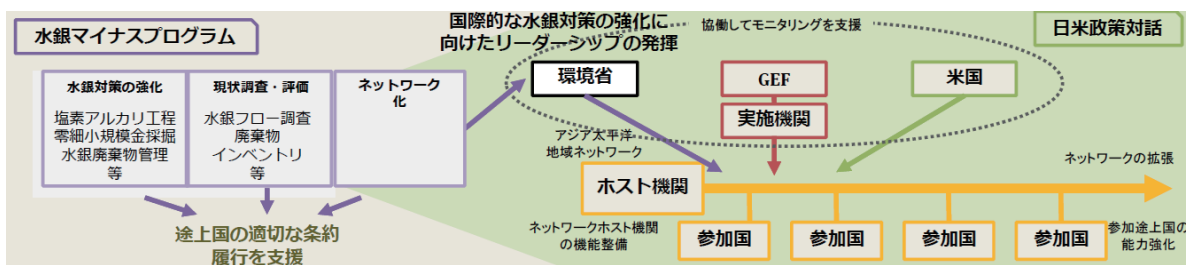 水銀マイナスプログラム
国際的な水銀対策の強化に
向けたリーダーシップの発揮
協働してモニタリングを支援
日米政策対話
水銀対策の強化
塩素アルカリ工程
零細小規模金採掘
水銀廃棄物管理
等
現状調査・評価
水銀フロー調査
廃棄物
インベントリ
等
ネットワーク
化
途上国の適切な条約
履行を支援
環境省
GEF
実施機関
米国
アジア太平洋
地域ネットワーク
ネットワークの拡張
ホスト機関
ネットワークホスト機関
の機能整備
参加国
参加国
参加国
参加国
参加途上国の
能力強化